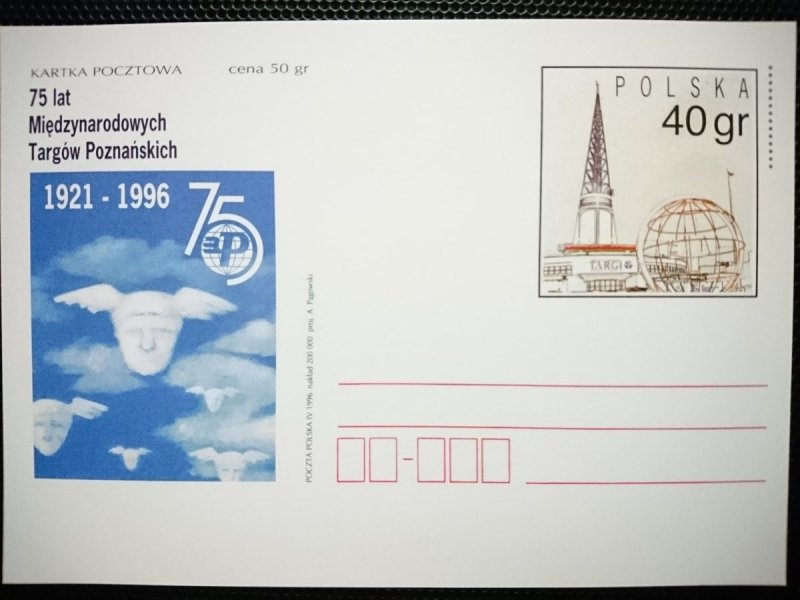 KARTKA POCZTOWA cena 50 gr
75 lat
Międzynarodowych
Targów Poznańskich
1921 - 1996
75
POLSKA
40 gr
TARGI
POCZTA POLSKA IV 1996 nakład 200 000 proj. A. Pągowski